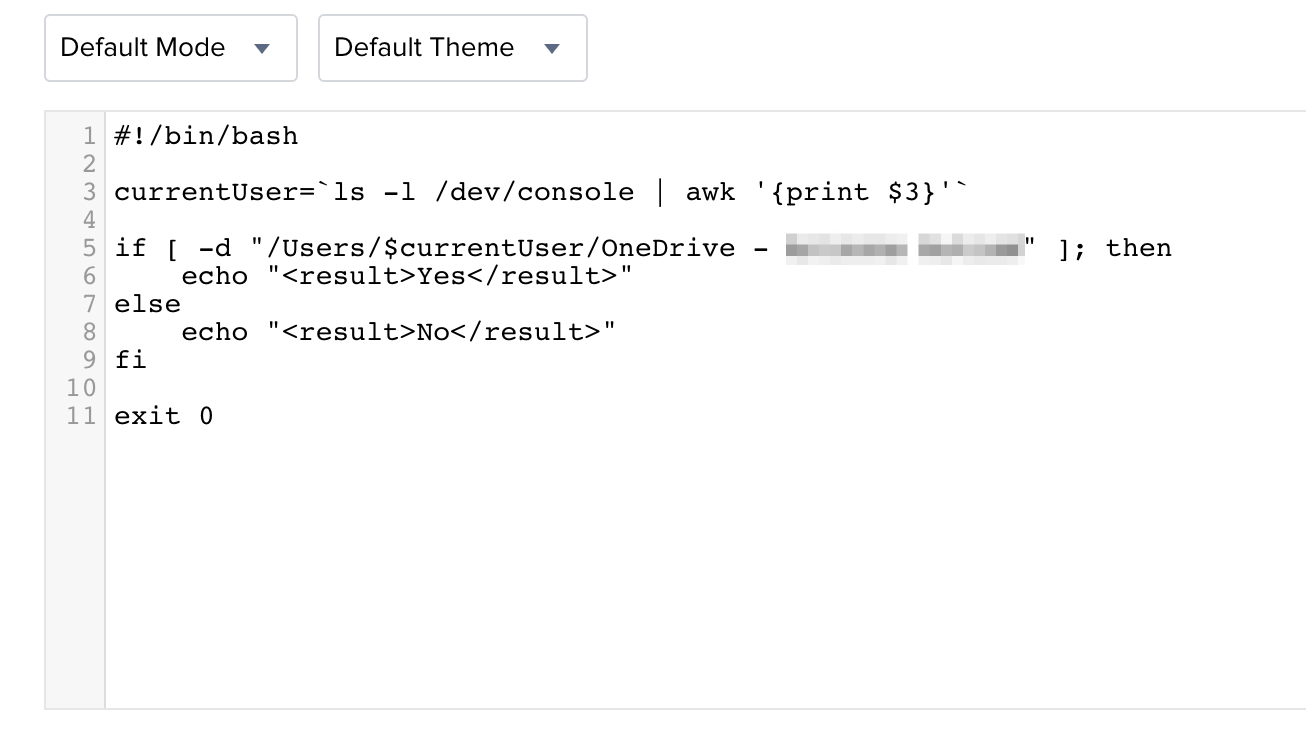 Default Mode Default Theme
1 #!/bin/bash
2
3 currentUser=`ls -l /dev/console | awk '{print $3}'`
4
5 if [ -d "/Users/$currentUser/OneDrive - " ]; then
6     echo "<result>Yes</result>"
7 else
8     echo "<result>No</result>"
9 fi
10
11 exit 0